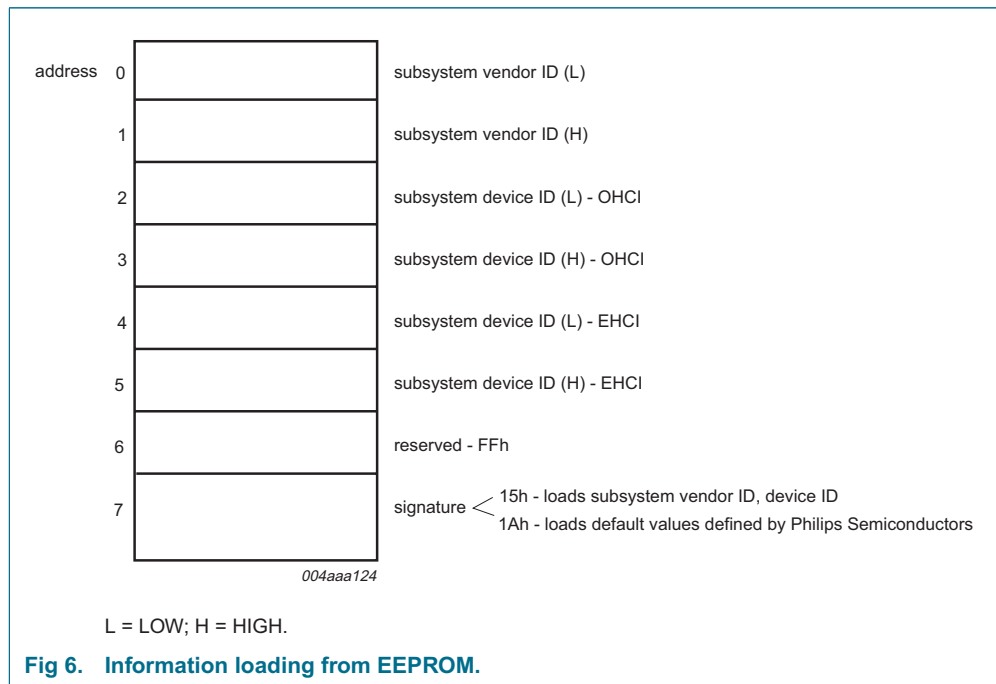 address 0 subsystem vendor ID (L)
1 subsystem vendor ID (H)
2 subsystem device ID (L) - OHCI
3 subsystem device ID (H) - OHCI
4 subsystem device ID (L) - EHCI
5 subsystem device ID (H) - EHCI
6 reserved - FFh
15h - loads subsystem vendor ID, device ID
7 signature
1Ah - loads default values defined by Philips Semiconductors
004aaa124
L = LOW; H = HIGH.
Fig 6. Information loading from EEPROM.